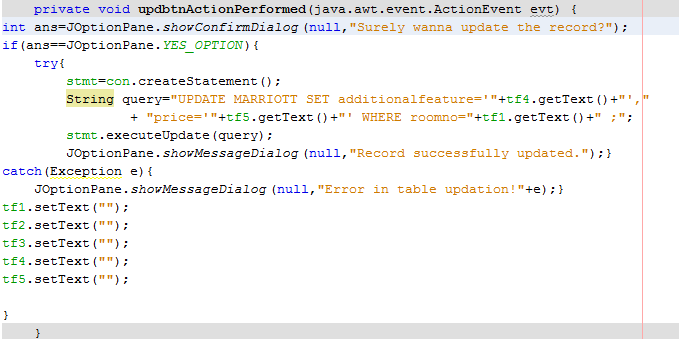 private void updbtnActionPerformed(java.awt.event.ActionEvent evt) {
int ans=JOptionPane.showConfirmDialog(null,"Surely wanna update the record?");
if(ans==JOptionPane.YES_OPTION){
try{
stmt=con.createStatement();
String query="UPDATE MARRIOTT SET additionalfeature='"+tf4.getText()+"',"
+ "price='"+tf5.getText()+"' WHERE roomno="+tf1.getText()+" ;";
stmt.executeUpdate(query);
JOptionPane.showMessageDialog(null,"Record successfully updated.");}
catch(Exception e){
JOptionPane.showMessageDialog(null,"Error in table updation!"+e);}
tf1.setText("");
tf2.setText("");
tf3.setText("");
tf4.setText("");
tf5.setText("");
}
}